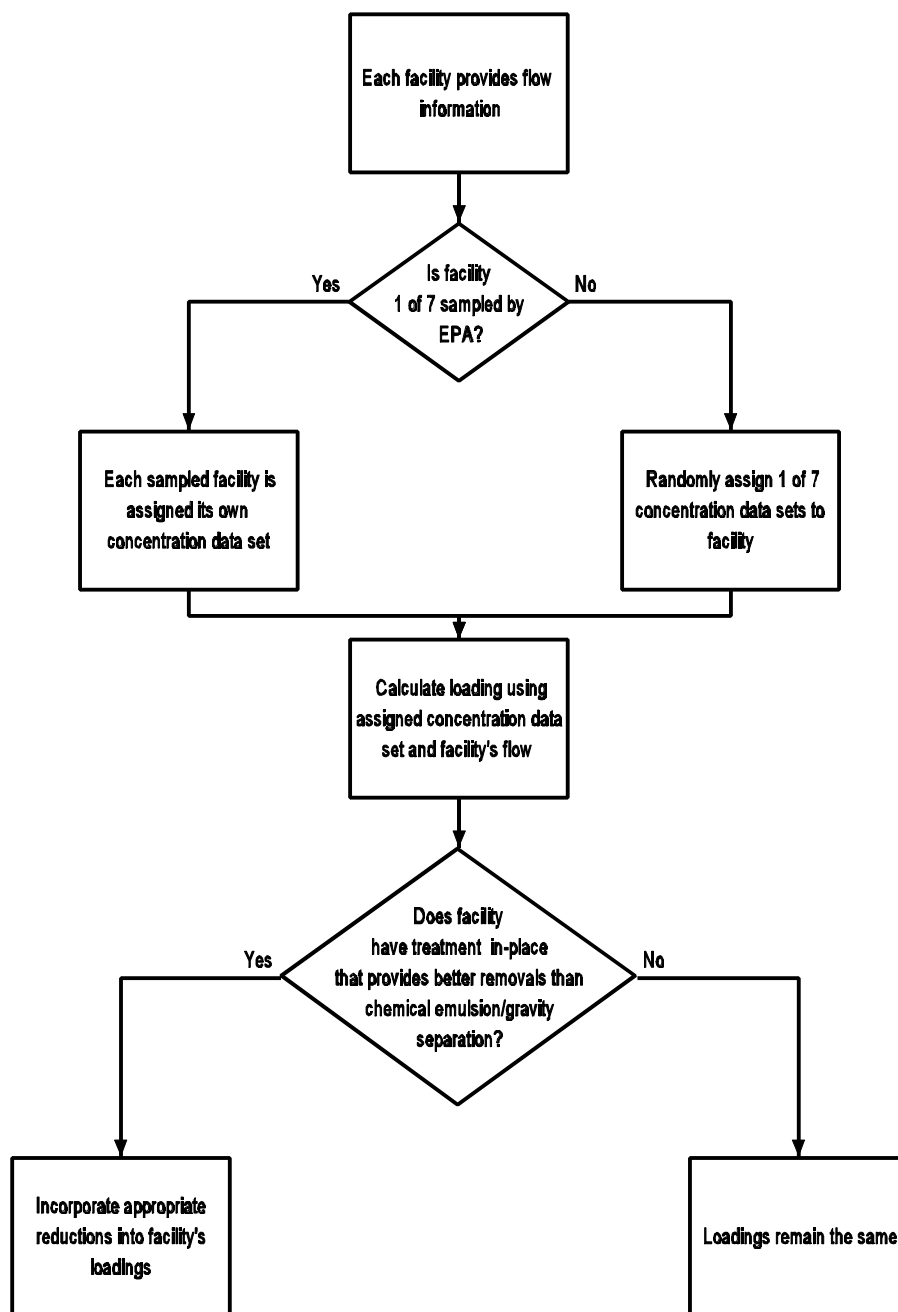 Each facility provides flow
information
Is facility
1 of 7 sampled by
EPA?
Yes
No
Each sampled facility is
assigned its own
concentration data set
Randomly assign 1 of 7
concentration data sets to
facility
Calculate loading using
assigned concentration data
set and facility's flow
Does facility
have treatment in-place
that provides better removals than
chemical emulsion/gravity
separation?
Yes
No
Incorporate appropriate
reductions into facility's
loadings
Loadings remain the same